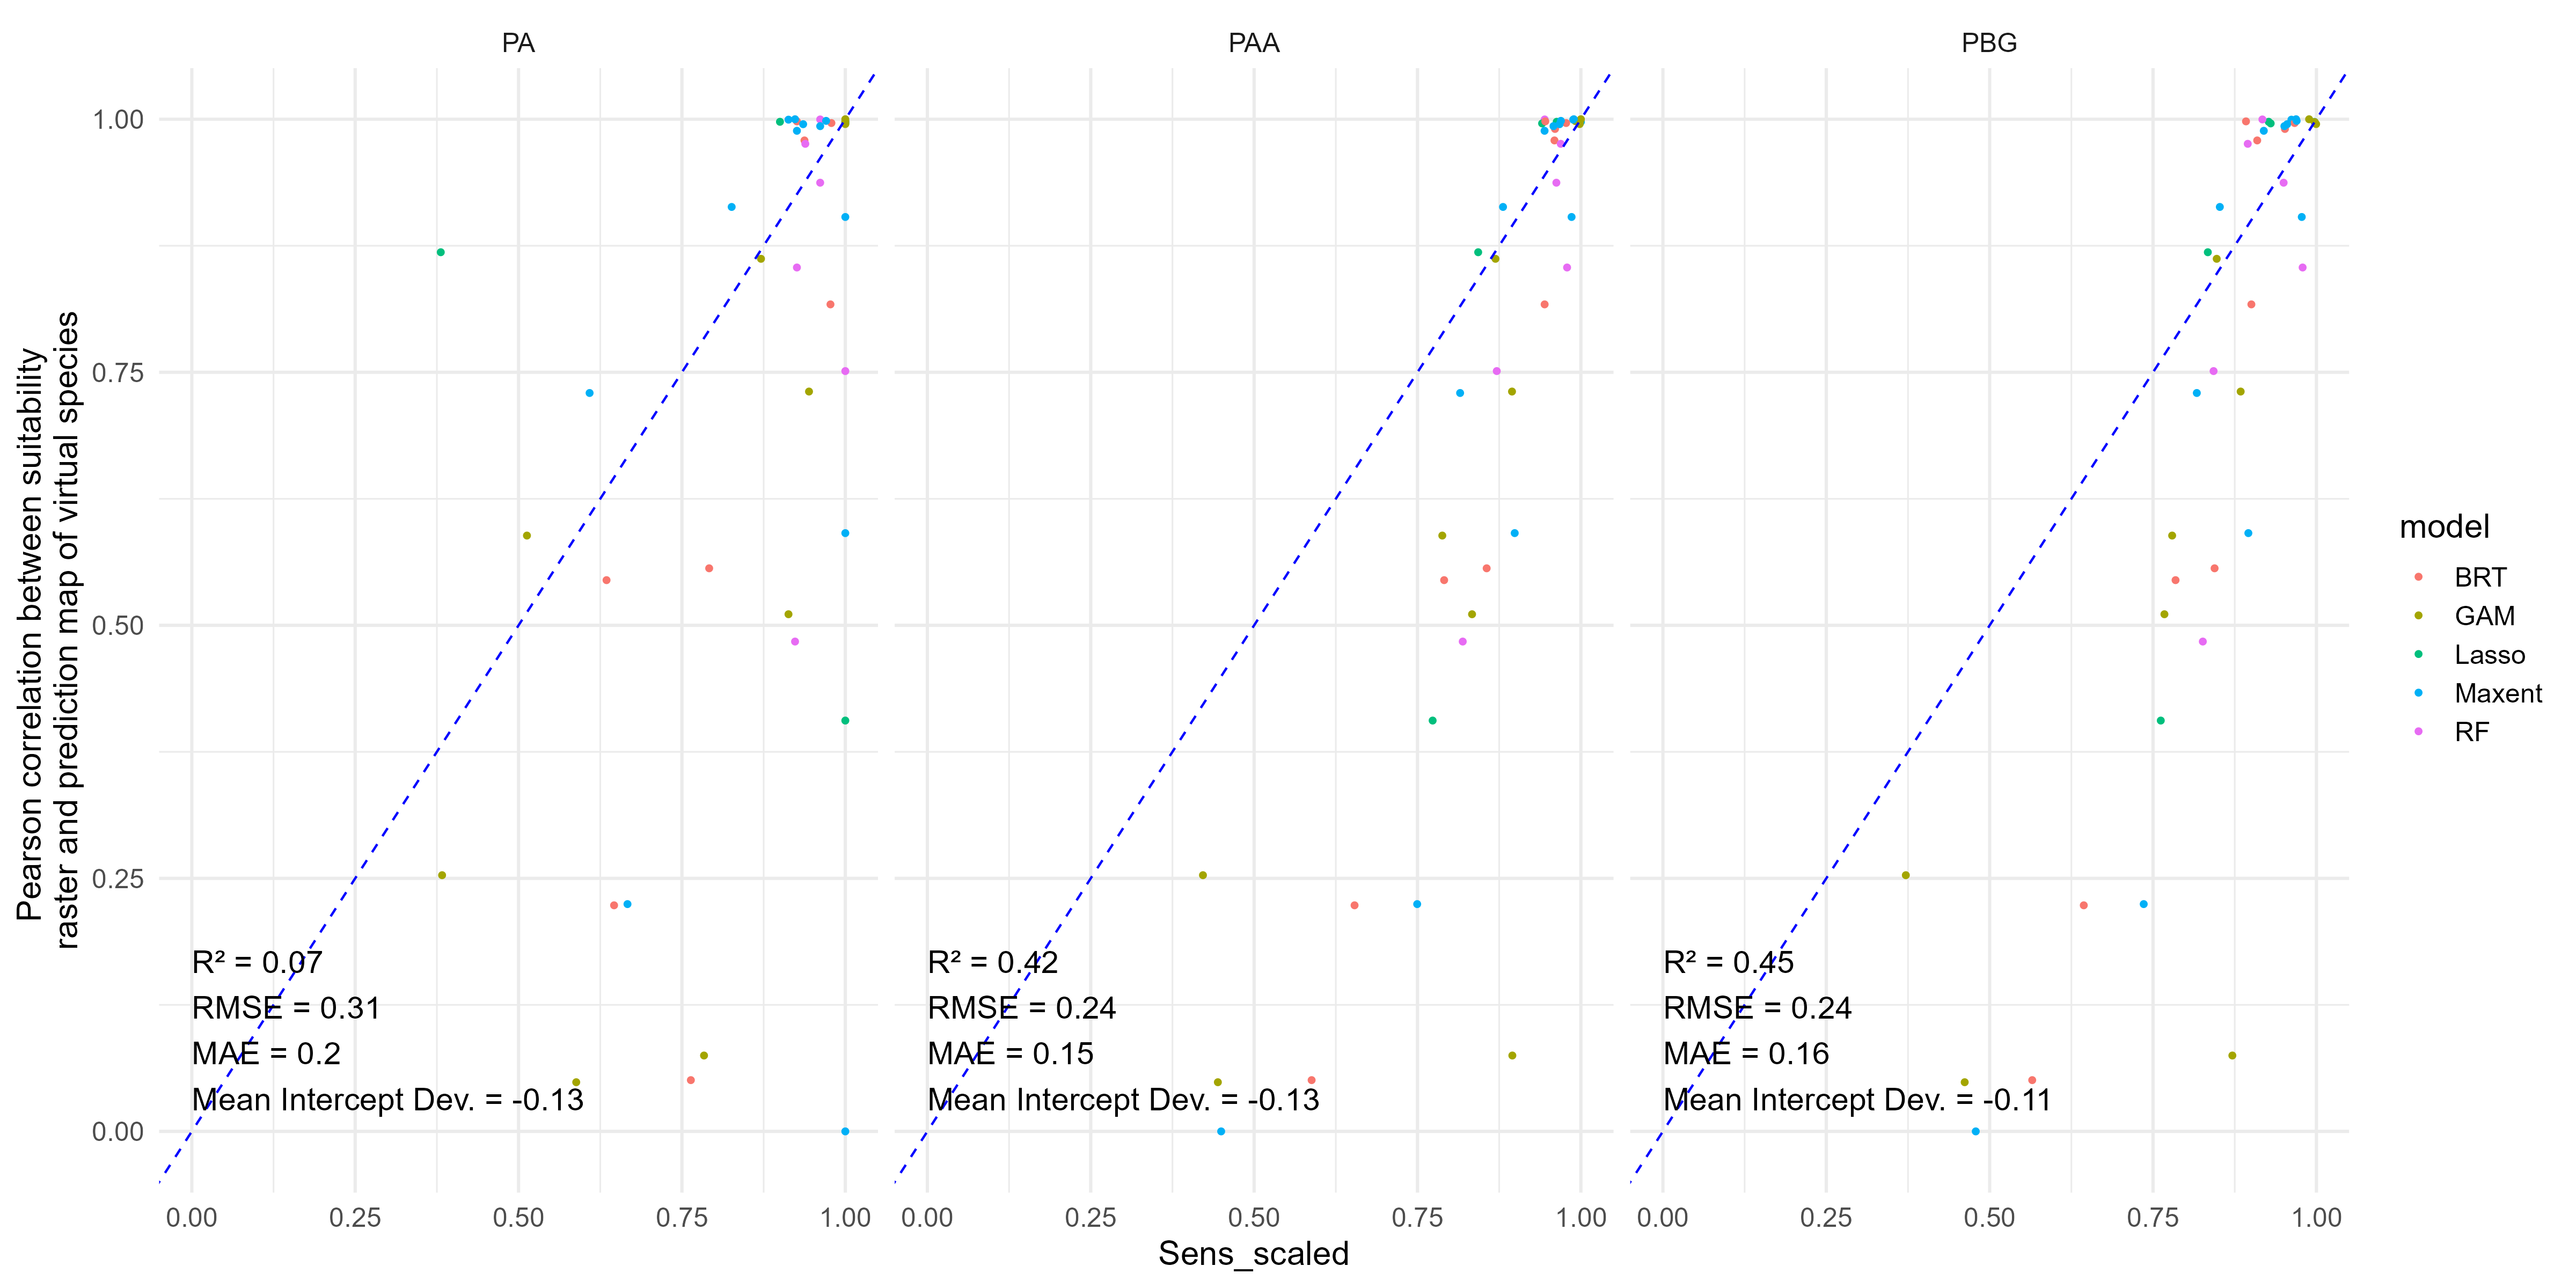 PA
PAA
PBG
Pearson correlation between suitability
raster and prediction map of virtual species
1.00
0.75
0.50
0.25
0.00
R² = 0.07
RMSE = 0.31
MAE = 0.2
Mean Intercept Dev. = -0.13
R² = 0.42
RMSE = 0.24
MAE = 0.15
Mean Intercept Dev. = -0.13
R² = 0.45
RMSE = 0.24
MAE = 0.16
Mean Intercept Dev. = -0.11
0.00 0.25 0.50 0.75 1.00
0.00 0.25 0.50 0.75 1.00
0.00 0.25 0.50 0.75 1.00
Sens_scaled
model
BRT
GAM
Lasso
Maxent
RF